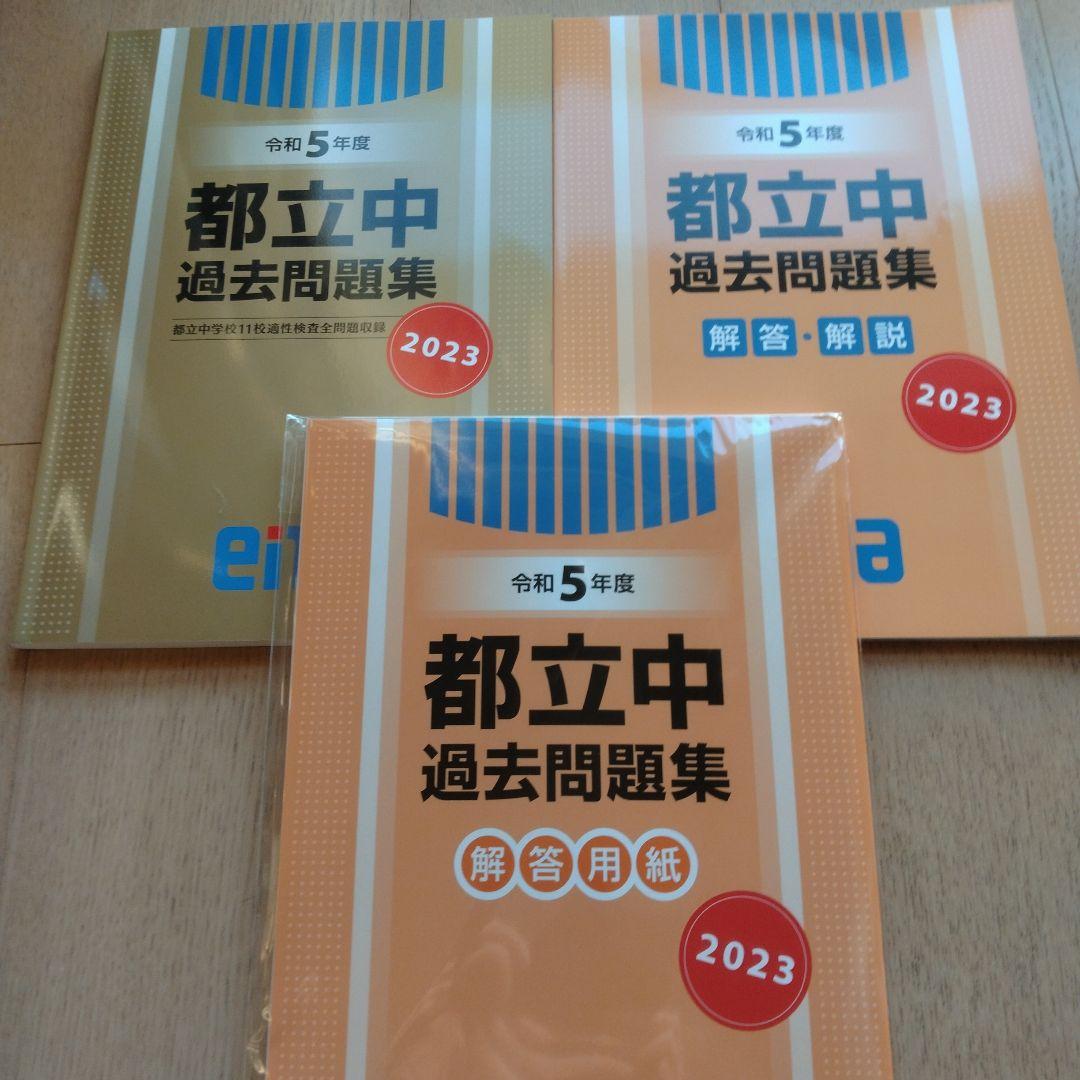 令和5年度
都立中
過去問題集
都立中学校11校適性検査全問題収録
2023
ei
令和5年度
都立中
過去問題集
解答・解説
2023
a
令和5年度
都立中
過去問題集
解答用紙
2023